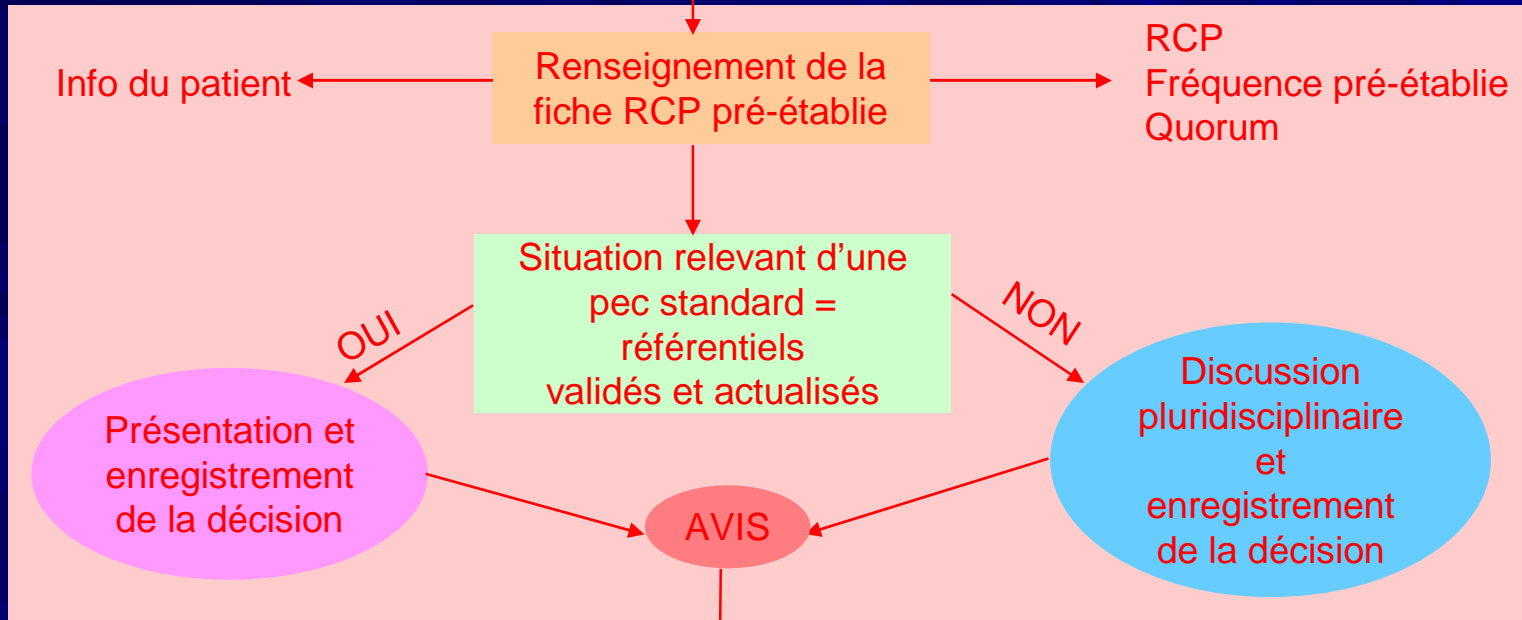 Info du patient
Renseignement de la
fiche RCP pré-établie
RCP
Fréquence pré-établie
Quorum
Situation relevant d’une
pec standard =
référentiels
validés et actualisés
OUI
NON
Présentation et
enregistrement
de la décision
AVIS
Discussion
pluridisciplinaire
et
enregistrement
de la décision